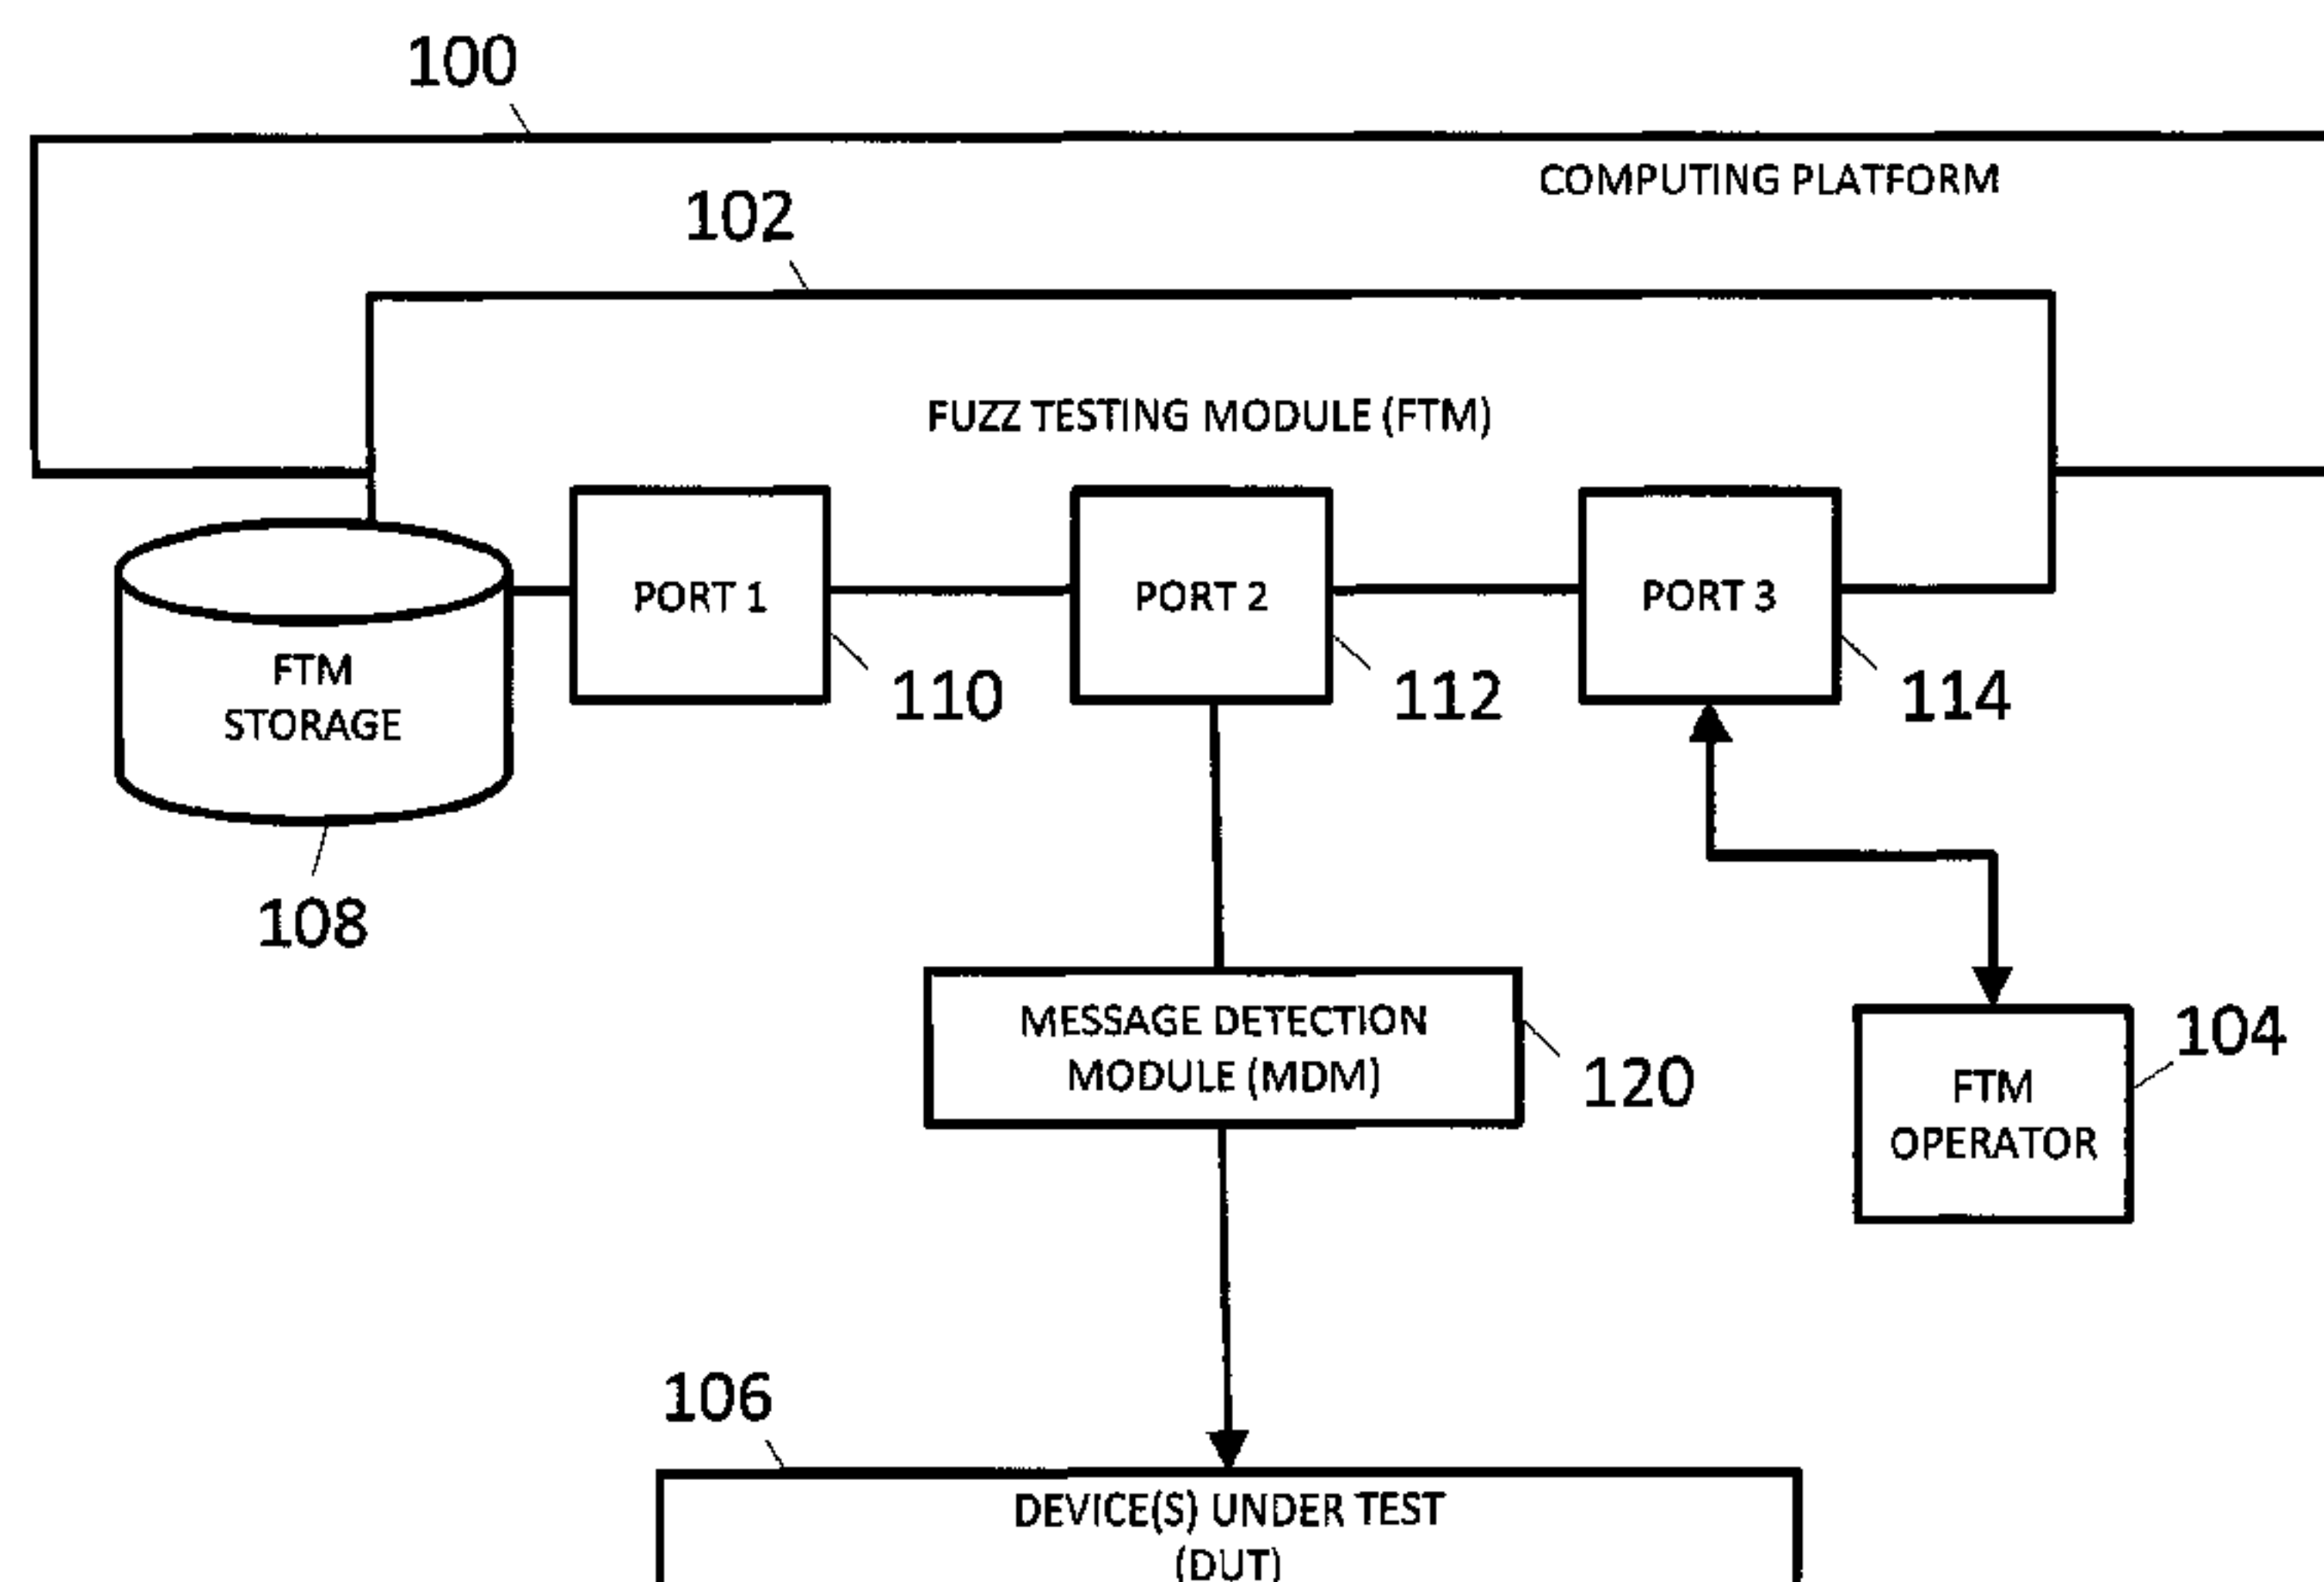 100
COMPUTING PLATFORM
102
FUZZ TESTING MODULE (FTM)
PORT 1
PORT 2
PORT 3
110
112
114
FTM
STORAGE
108
MESSAGE DETECTION
MODULE (MDM)
120
104
FTM
OPERATOR
106
DEVICE(S) UNDER TEST
(DUT)